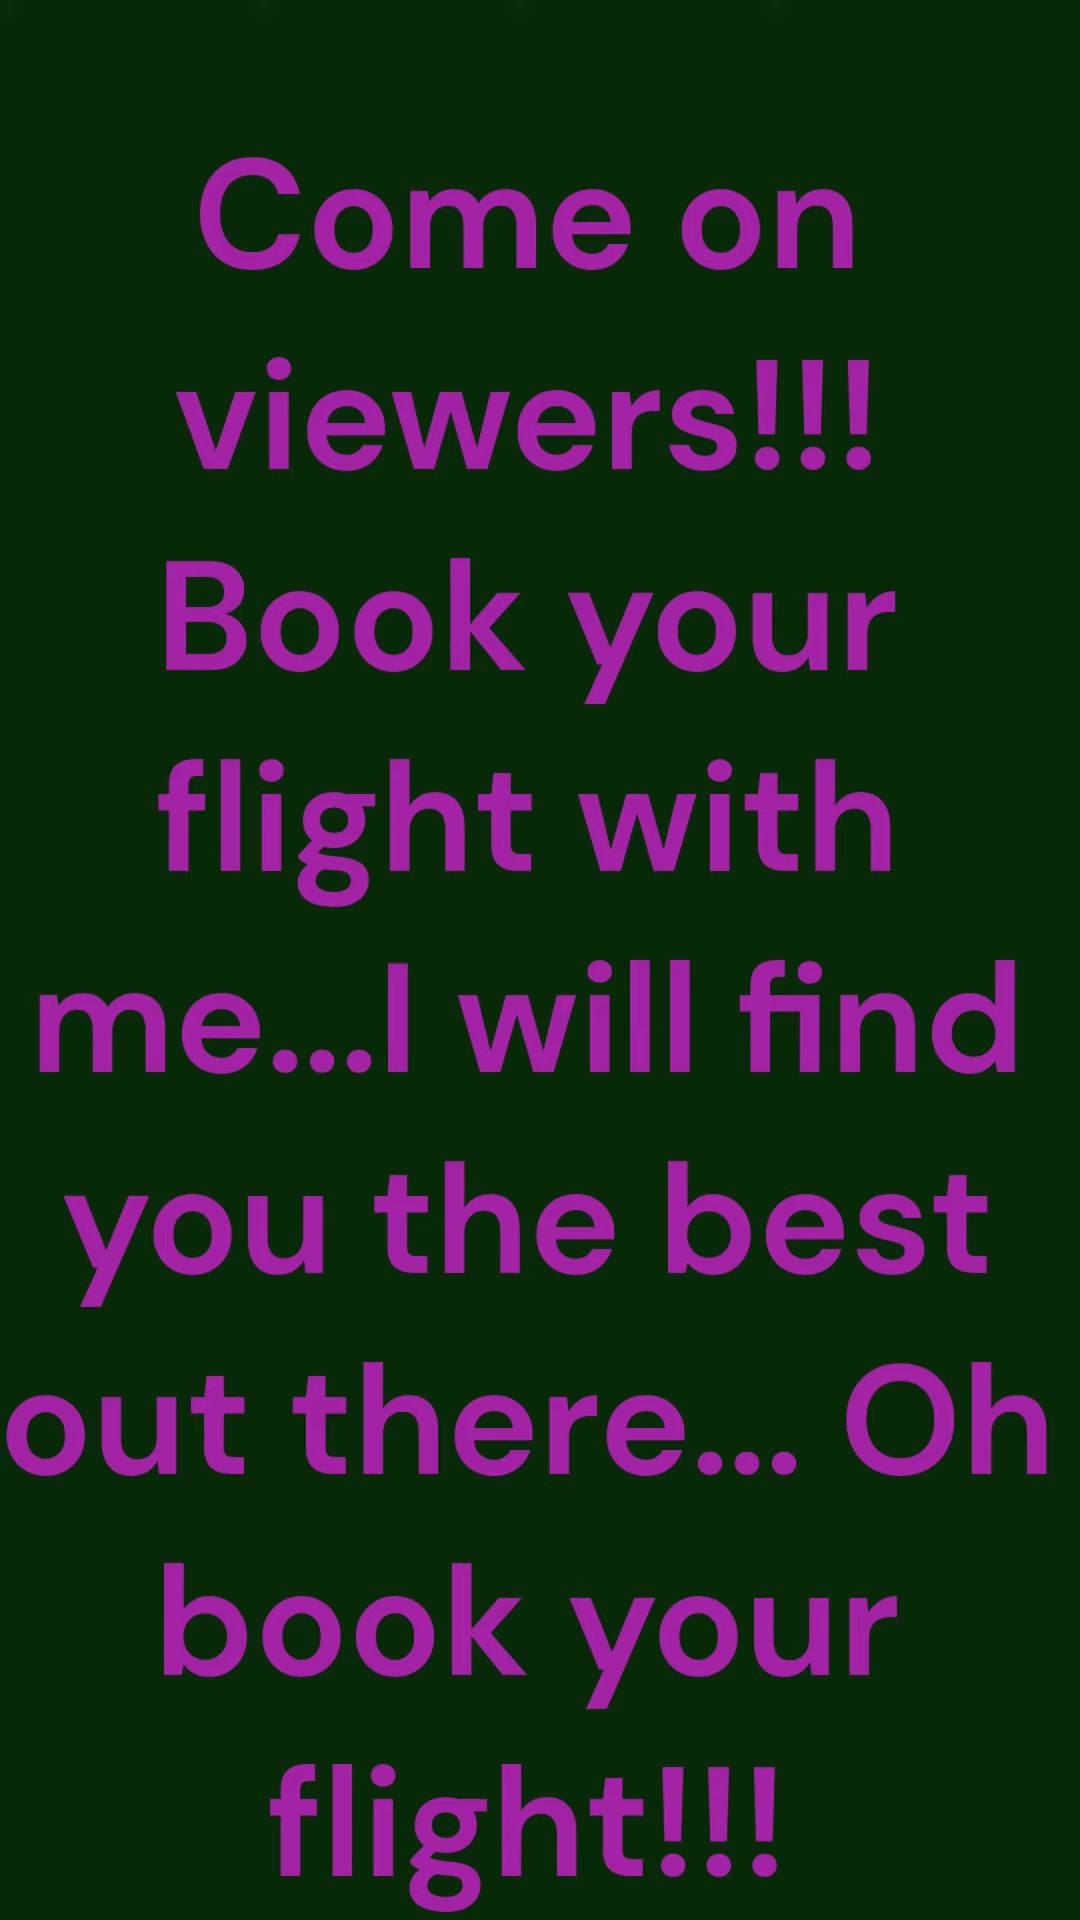 Come on
viewers!!!
Book your
flight with
me...I will find
you the best
out there... Oh
book your
flight!!!